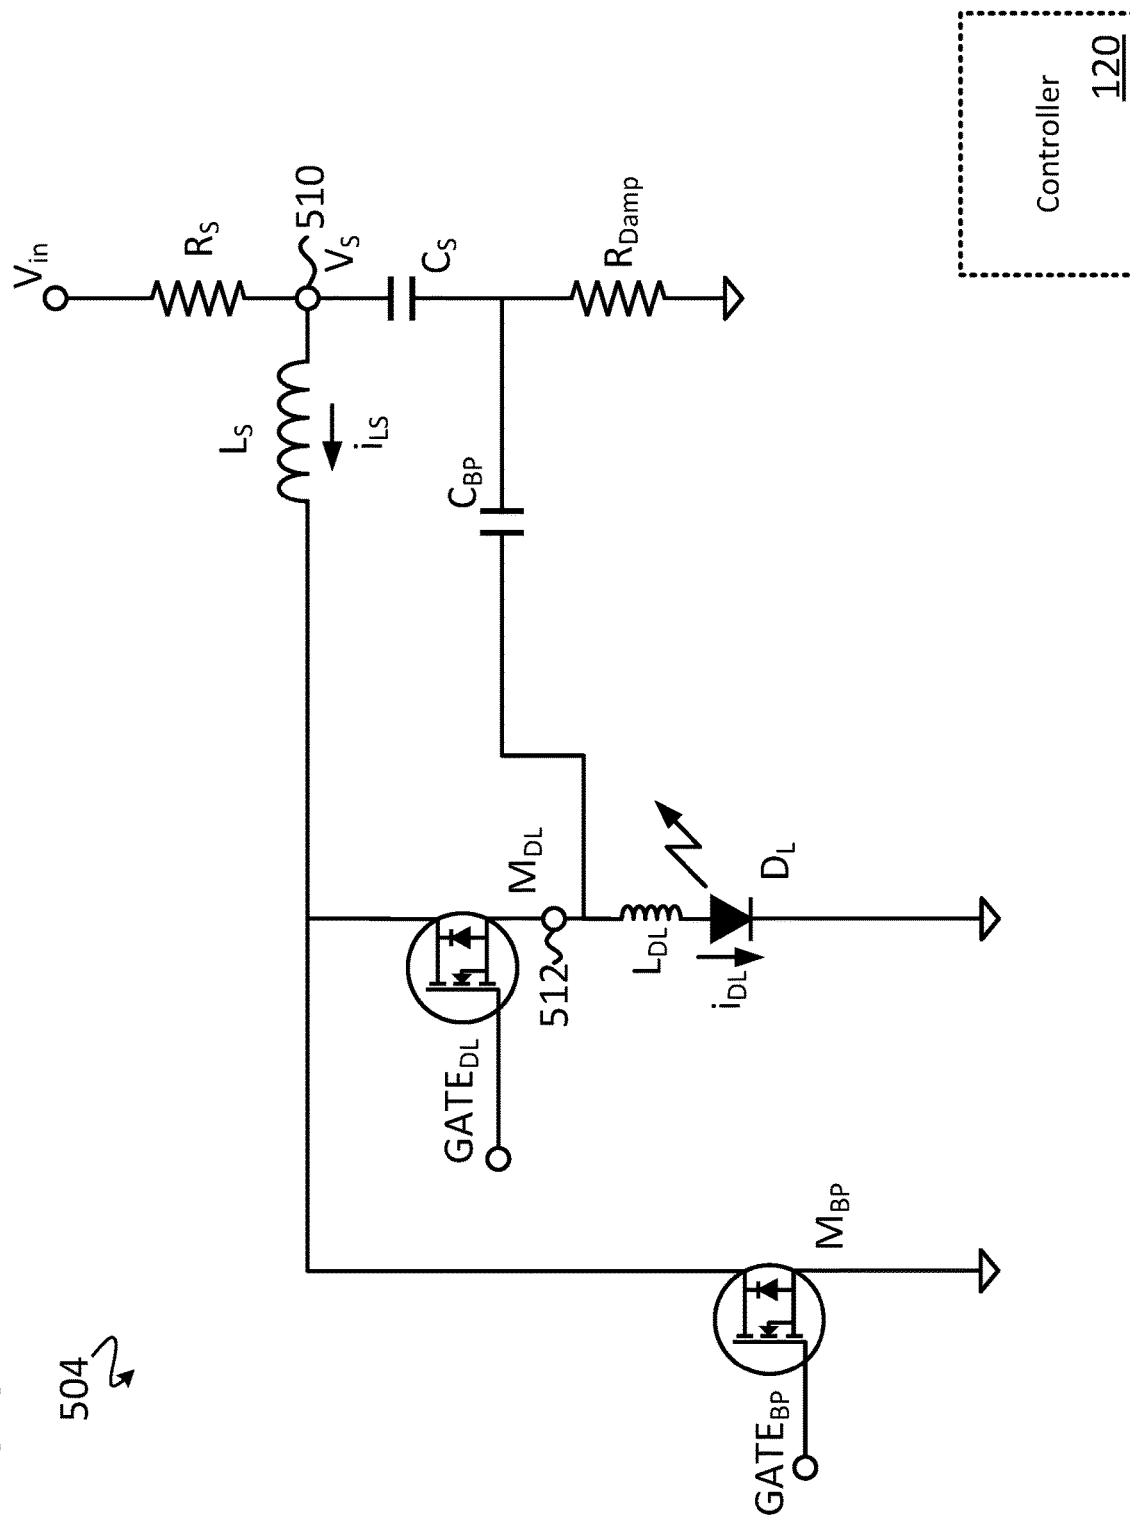 V_in
R_S
510
V_S
L_S
i_LS
C_S
R_Damp
C_BP
Controller
120
M_DL
512
L_DL
D_L
i_DL
GATE_DL
M_BP
GATE_BP
504